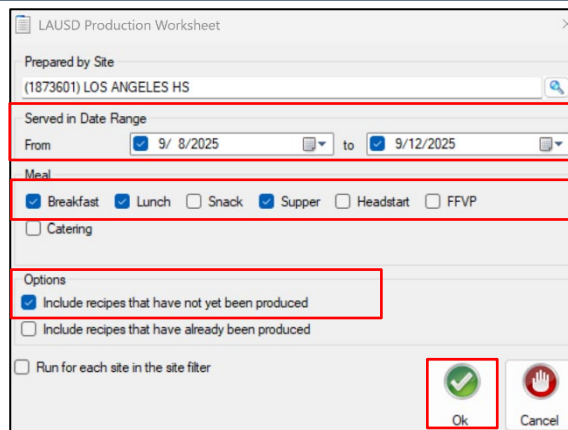 LAUSD Production Worksheet
Prepared by Site
(1873601) LOS ANGELES HS
Served in Date Range
From 9/ 8/2025 to 9/12/2025
Meal
Breakfast Lunch Snack Supper Headstart FFVP
Catering
Options
Include recipes that have not yet been produced
Include recipes that have already been produced
Run for each site in the site filter
Ok Cancel